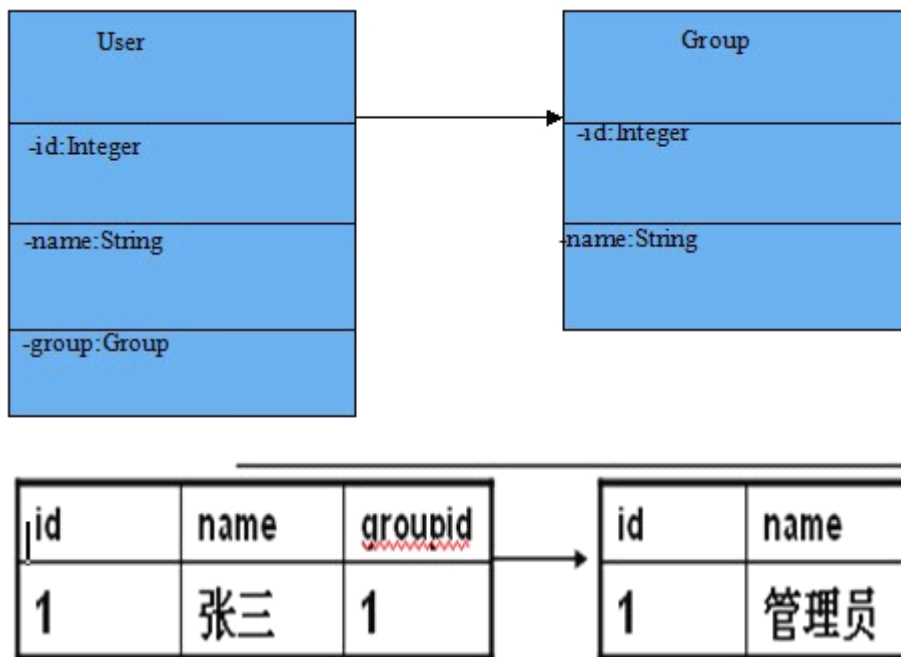 User
-id:Integer
-name:String
-group:Group
Group
-id:Integer
-name:String
id name groupid
1 张三 1
id name
1 管理员